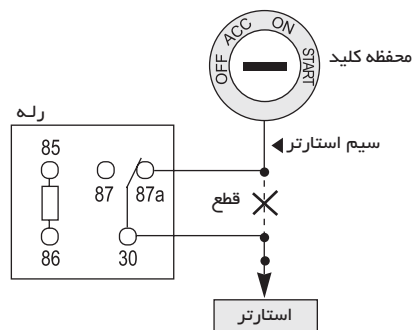 OFF ACC ON START
محفظه کلید
سیم استارتر
رله
85
87
87a
86
30
قطع
استارتر